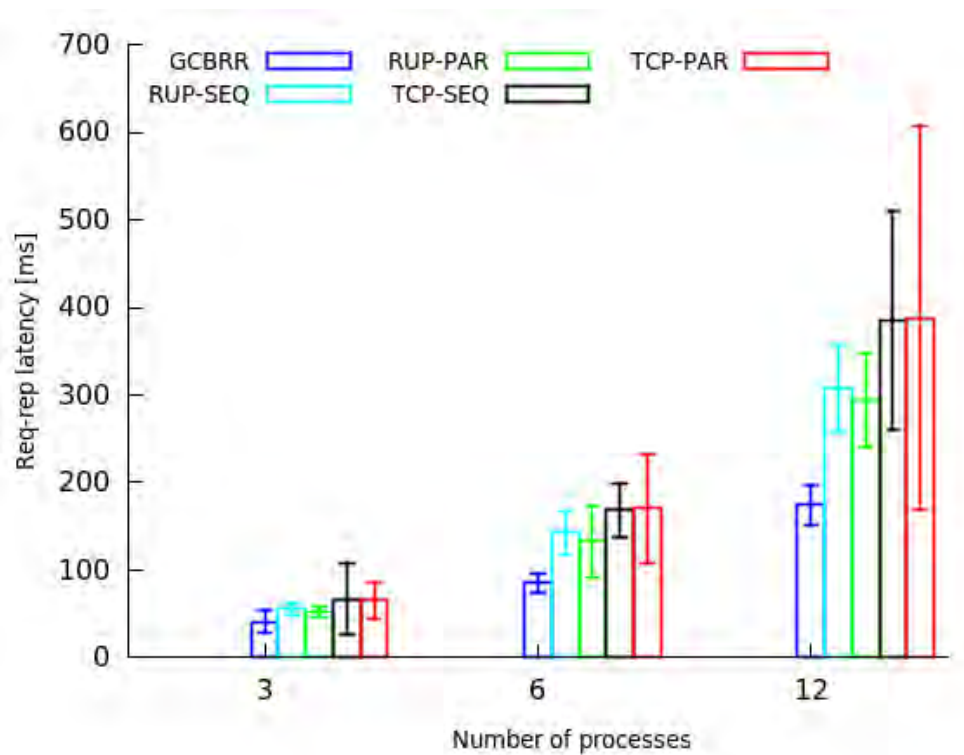 700
GCBRR RUP-PAR TCP-PAR
RUP-SEQ TCP-SEQ
600
500
400
300
200
100
0
Req-rep latency [ms]
3 6 12
Number of processes